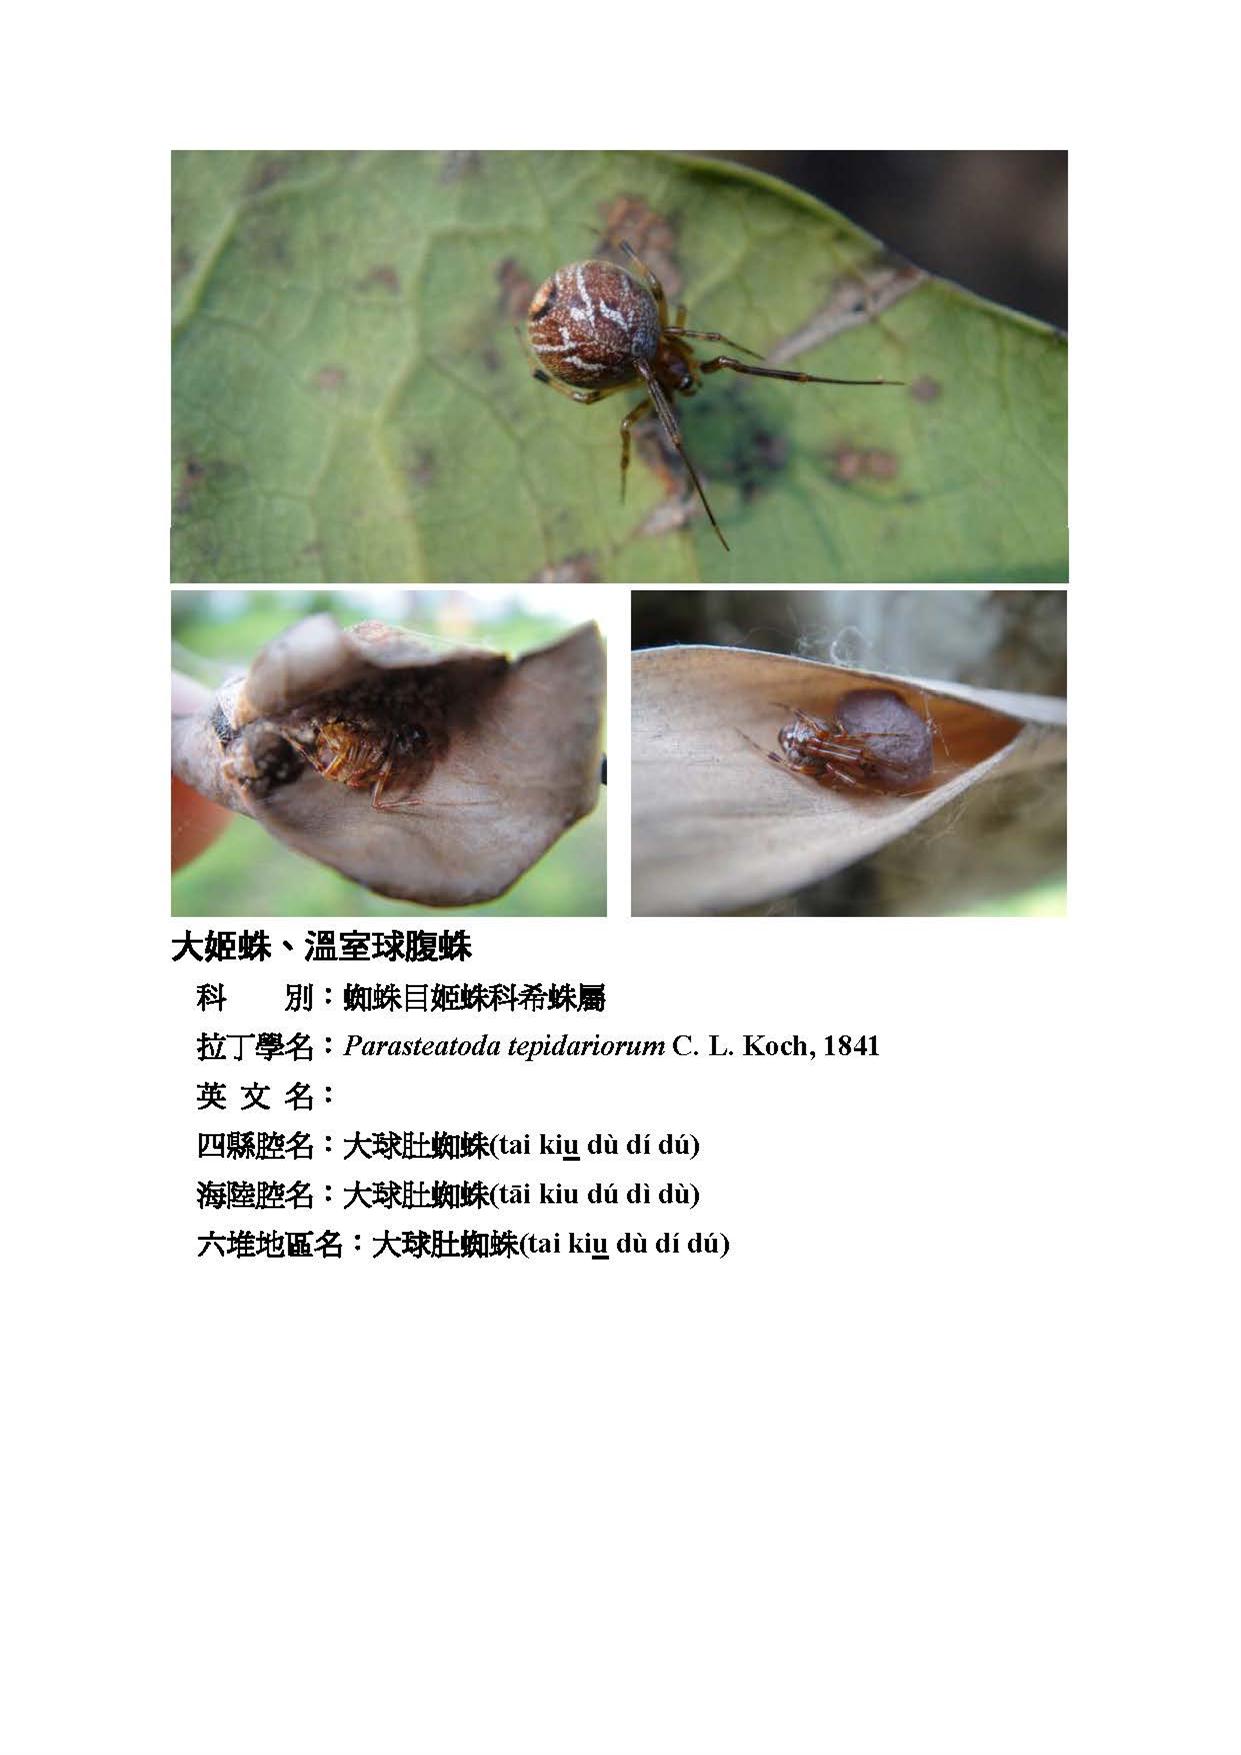 大姬蛛、溫室球腹蛛
科　　別：蜘蛛目姬蛛科希蛛屬
拉丁學名：Parasteatoda tepidariorum C. L. Koch, 1841
英 文 名：
四縣腔名：大球肚蜘蛛(tai kiu dù dí dú)
海陸腔名：大球肚蜘蛛(tāi kiu dú dì dù)
六堆地區名：大球肚蜘蛛(tai kiu dù dí dú)